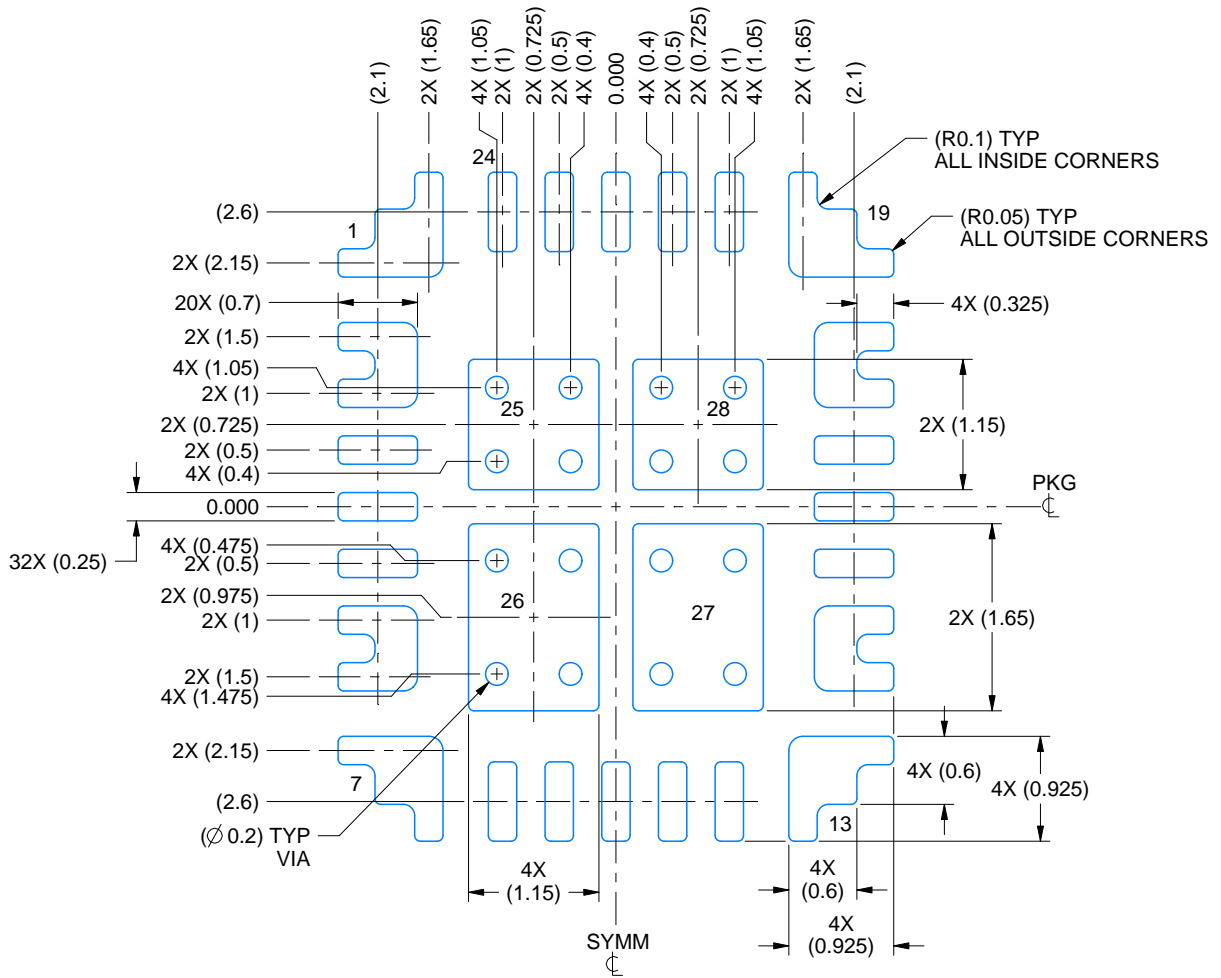 (2.1)
2X (1.65)
4X (1.05)
2X (1)
2X (0.725)
2X (0.5)
4X (0.4)
0.000
4X (0.4)
2X (0.5)
2X (0.725)
2X (1)
4X (1.05)
2X (1.65)
(2.1)
(R0.1) TYP
ALL INSIDE CORNERS
24
(2.6)
1
19
(R0.05) TYP
ALL OUTSIDE CORNERS
2X (2.15)
20X (0.7)
4X (0.325)
2X (1.5)
4X (1.05)
2X (1)
25
28
2X (0.725)
2X (1.15)
2X (0.5)
4X (0.4)
PKG
0.000
32X (0.25)
4X (0.475)
2X (0.5)
2X (0.975)
26
27
2X (1)
2X (1.65)
2X (1.5)
4X (1.475)
2X (2.15)
7
4X (0.6)
4X (0.925)
(2.6)
13
(Ø 0.2) TYP
VIA
4X
(1.15)
4X
(0.6)
4X
(0.925)
SYMM